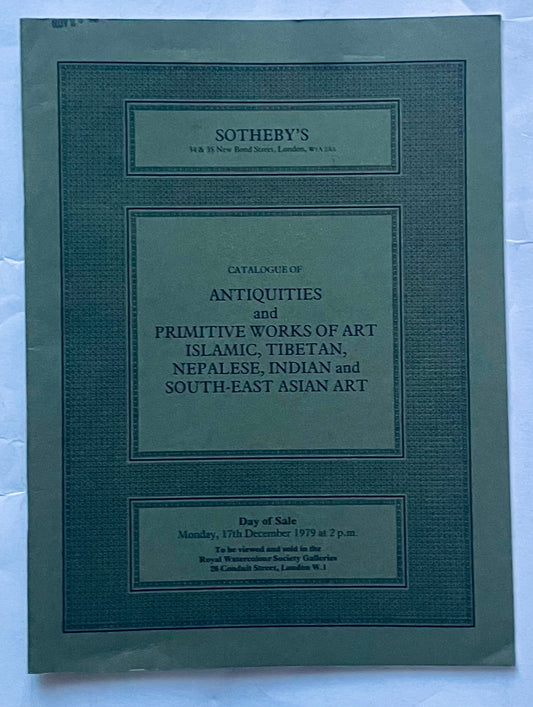 SOTHEBY'S
34 & 35 New Bond Street, London, W1A 2AA
CATALOGUE OF
ANTIQUITIES
and
PRIMITIVE WORKS OF ART
ISLAMIC, TIBETAN,
NEPALESE, INDIAN and
SOUTH-EAST ASIAN ART
Day of Sale
Monday, 17th December 1979 at 2 p.m.
To be viewed and sold in the
Royal Watercolour Society Galleries
26 Conduit Street, London W.1